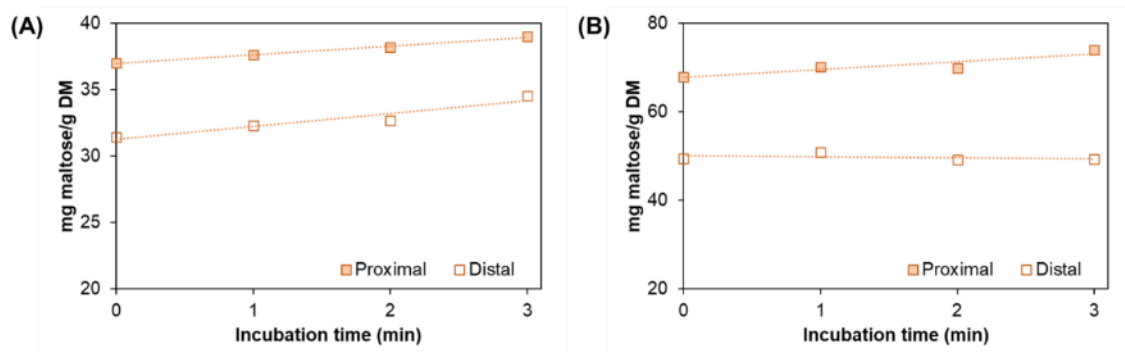 (A)
mg maltose/g DM
40
35
30
25
20
0 1 2 3
Proximal Distal
Incubation time (min)
(B)
mg maltose/g DM
80
60
40
20
0 1 2 3
Proximal Distal
Incubation time (min)